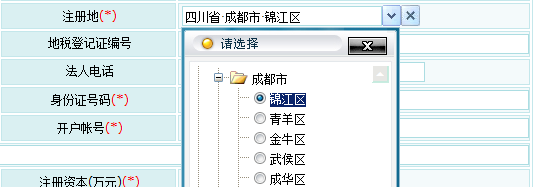 注册地(*) 四川省·成都市·锦江区
地税登记证编号
请选择
法人电话
成都市
身份证号码(*)
锦江区
青羊区
开户帐号(*)
金牛区
武侯区
注册资本(万元)(*)
成华区